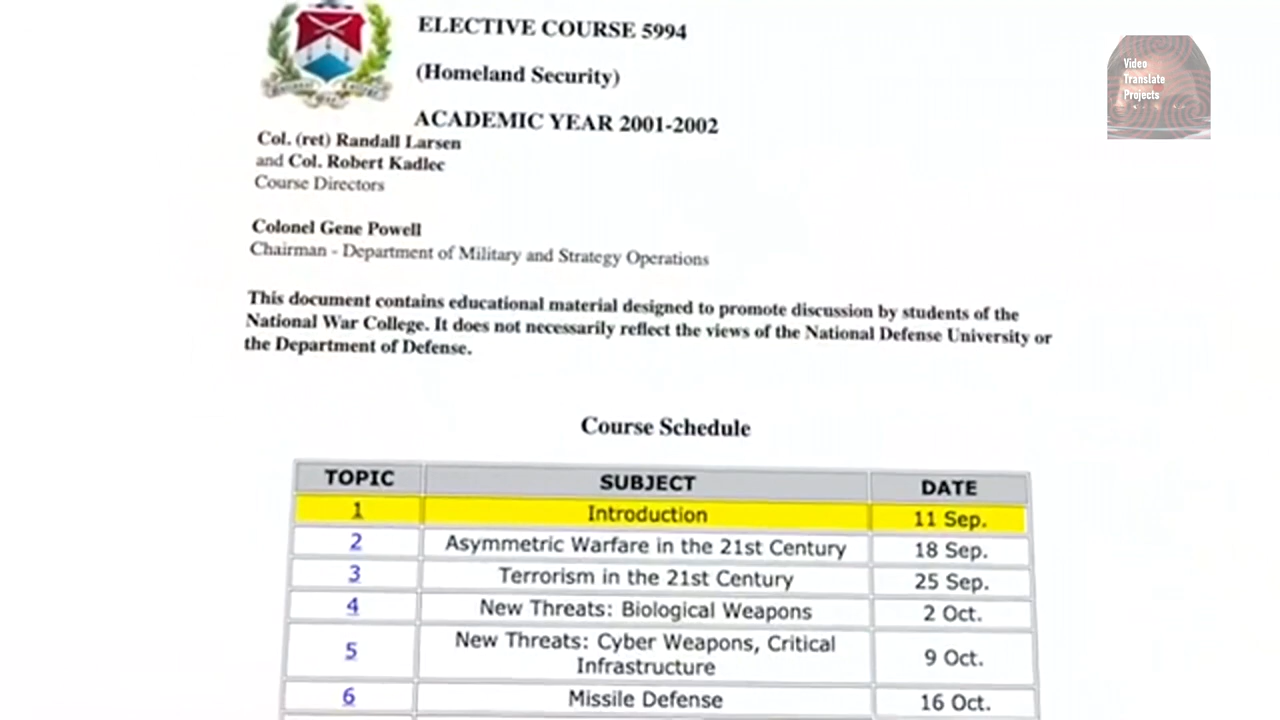 ELECTIVE COURSE 5994
(Homeland Security)
ACADEMIC YEAR 2001-2002
Col. (ret) Randall Larsen
and Col. Robert Kadlec
Course Directors
Colonel Gene Powell
Chairman - Department of Military and Strategy Operations
This document contains educational material designed to promote discussion by students of the
National War College. It does not necessarily reflect the views of the National Defense University or
the Department of Defense.
Course Schedule
TOPIC SUBJECT DATE
1 Introduction 11 Sep.
2 Asymmetric Warfare in the 21st Century 18 Sep.
3 Terrorism in the 21st Century 25 Sep.
4 New Threats: Biological Weapons 2 Oct.
5 New Threats: Cyber Weapons, Critical
Infrastructure 9 Oct.
6 Missile Defense 16 Oct.
Video
Translate
Projects